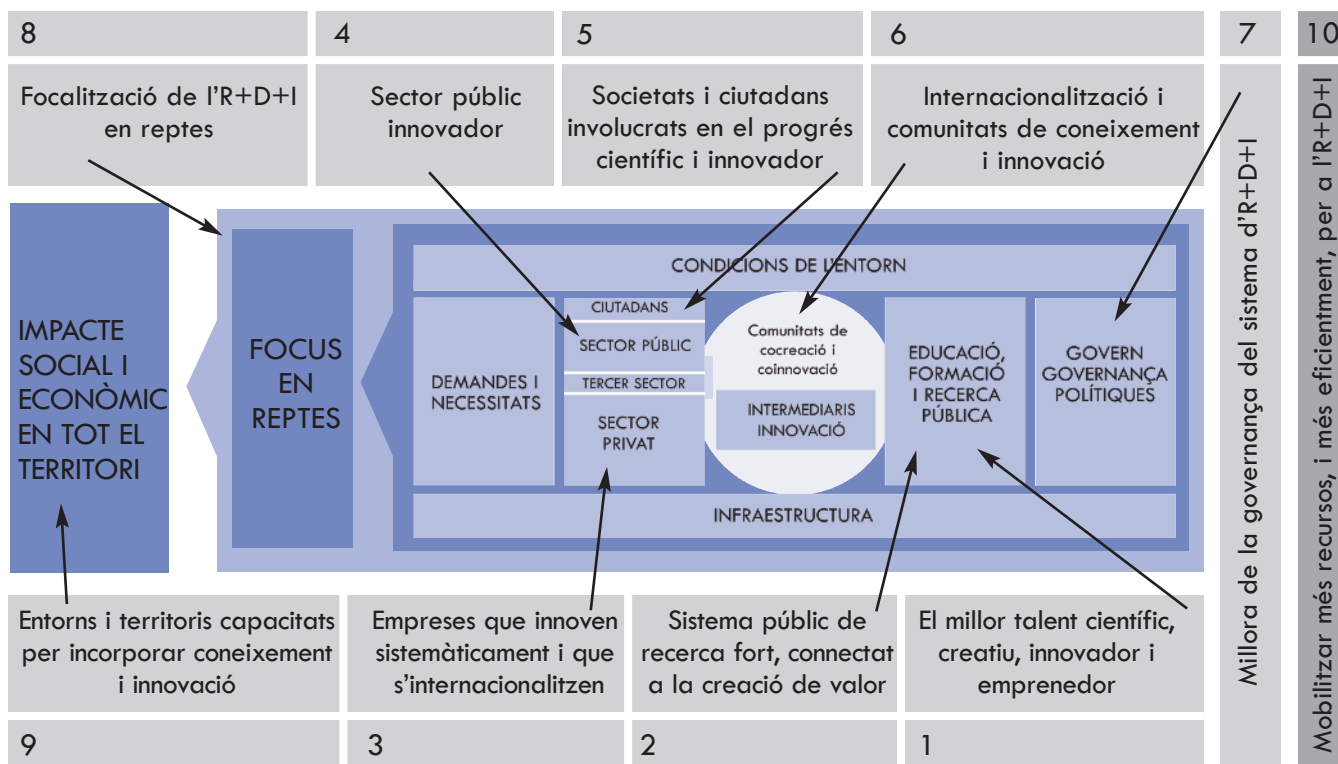 8
4
5
6
7
10
Focalització de l’R+D+I
en reptes
Sector públic
innovador
Societats i ciutadans
involucrats en el progrés
científic i innovador
Internacionalització i
comunitats de coneixement
i innovació
Millora de la governança del sistema d’R+D+I
Mobilitzar més recursos, i més eficientment, per a l’R+D+I
IMPACTE
SOCIAL I
ECONÒMIC
EN TOT EL
TERRITORI
FOCUS
EN
REPTES
CONDICIONS DE L’ENTORN
DEMANDES I
NECESSITATS
CIUTADANS
SECTOR PÚBLIC
TERCER SECTOR
SECTOR
PRIVAT
Comunitats de
cocreació i
coinnovació
INTERMEDIARIS
INNOVACIÓ
EDUCACIÓ,
FORMACIÓ
I RECERCA
PÚBLICA
GOVERN
GOVERNANÇA
POLÍTIQUES
INFRAESTRUCTURA
Entorns i territoris capacitats
per incorporar coneixement
i innovació
Empreses que innoven
sistemàticament i que
s’internacionalitzen
Sistema públic de
recerca fort, connectat
a la creació de valor
El millor talent científic,
creatiu, innovador i
emprenedor
9
3
2
1